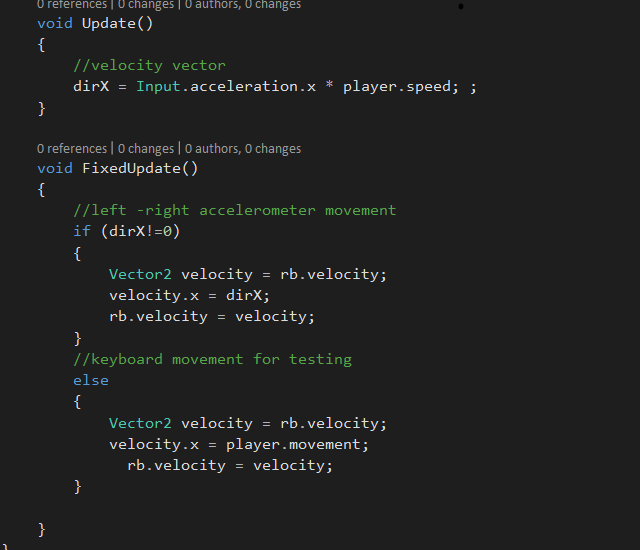 0 references | 0 changes | 0 authors, 0 changes
void Update()
{
//velocity vector
dirX = Input.acceleration.x * player.speed; ;
}
0 references | 0 changes | 0 authors, 0 changes
void FixedUpdate()
{
//left -right accelerometer movement
if (dirX!=0)
{
Vector2 velocity = rb.velocity;
velocity.x = dirX;
rb.velocity = velocity;
}
//keyboard movement for testing
else
{
Vector2 velocity = rb.velocity;
velocity.x = player.movement;
rb.velocity = velocity;
}
}
}